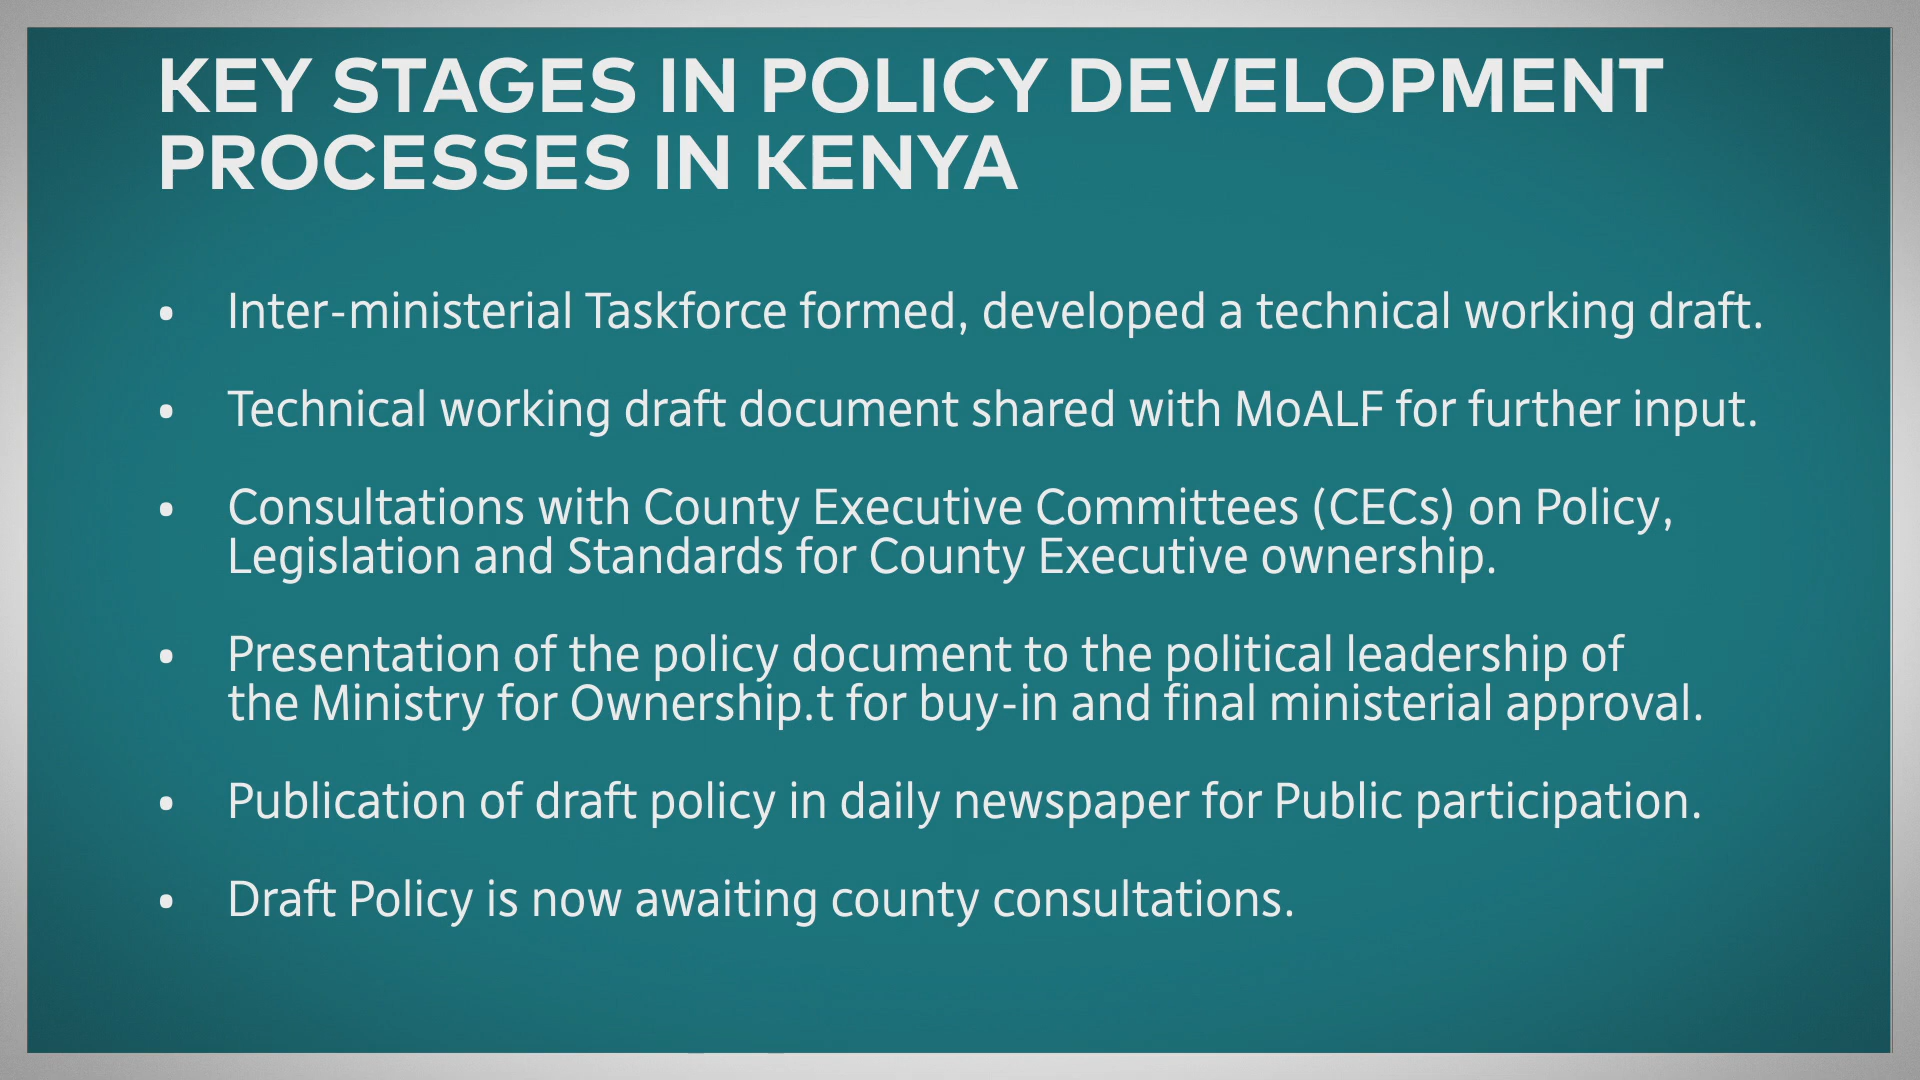 KEY STAGES IN POLICY DEVELOPMENT
PROCESSES IN KENYA
• Inter-ministerial Taskforce formed, developed a technical working draft.
• Technical working draft document shared with MoALF for further input.
• Consultations with County Executive Committees (CECs) on Policy,
Legislation and Standards for County Executive ownership.
• Presentation of the policy document to the political leadership of
the Ministry for Ownership.t for buy-in and final ministerial approval.
• Publication of draft policy in daily newspaper for Public participation.
• Draft Policy is now awaiting county consultations.